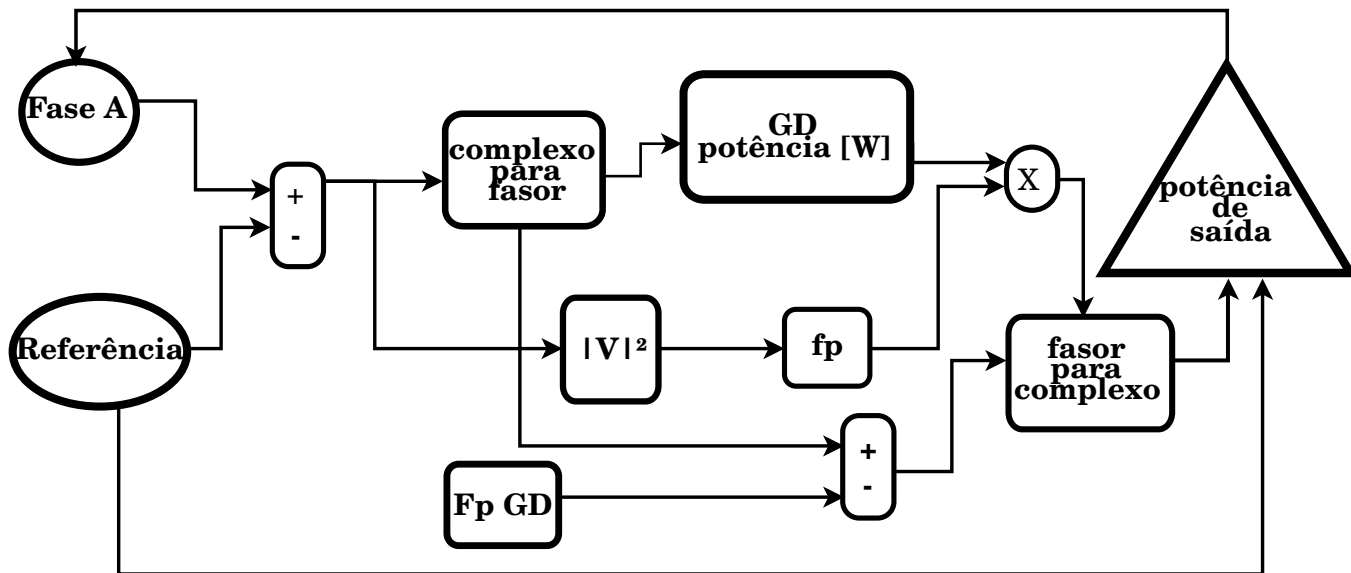 Fase A
+
-
complexo
para
fasor
GD
potência [W]
X
potência
de
saída
Referência
|V|²
fp
fasor
para
complexo
+
-
Fp GD